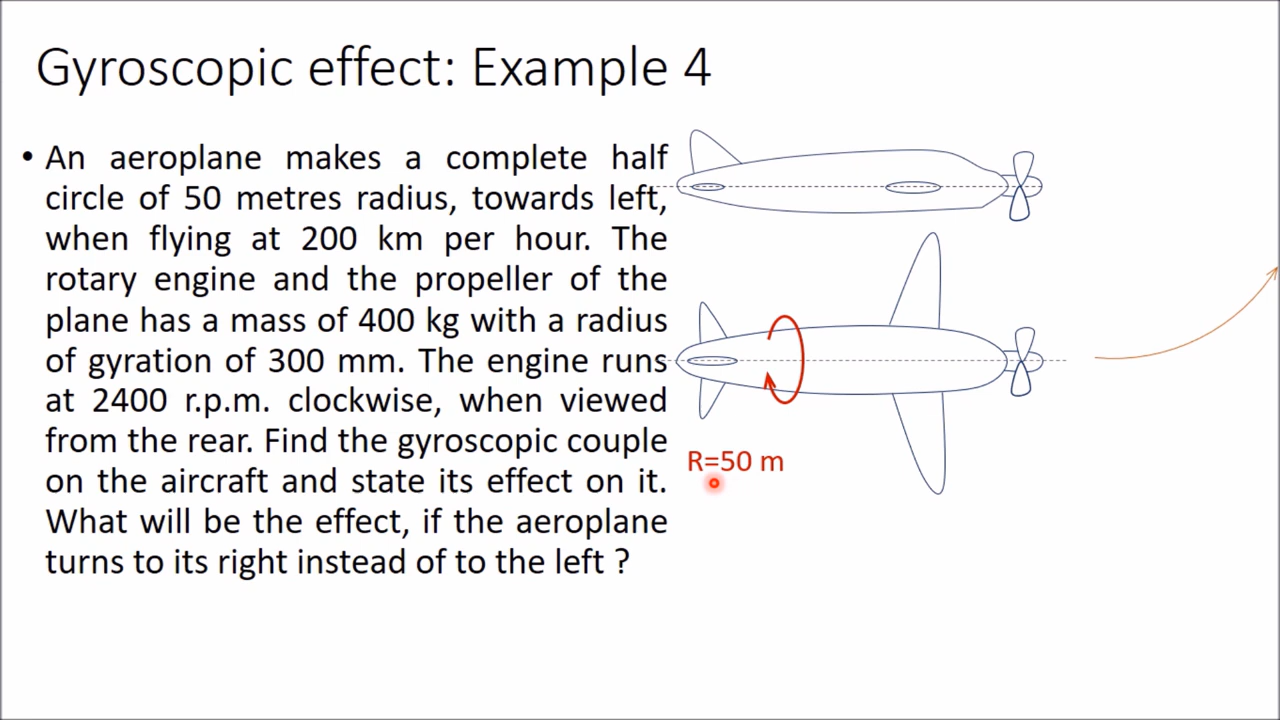 Gyroscopic effect: Example 4
• An aeroplane makes a complete half
circle of 50 metres radius, towards left,
when flying at 200 km per hour. The
rotary engine and the propeller of the
plane has a mass of 400 kg with a radius
of gyration of 300 mm. The engine runs
at 2400 r.p.m. clockwise, when viewed
from the rear. Find the gyroscopic couple
on the aircraft and state its effect on it.
What will be the effect, if the aeroplane
turns to its right instead of to the left ?
R=50 m